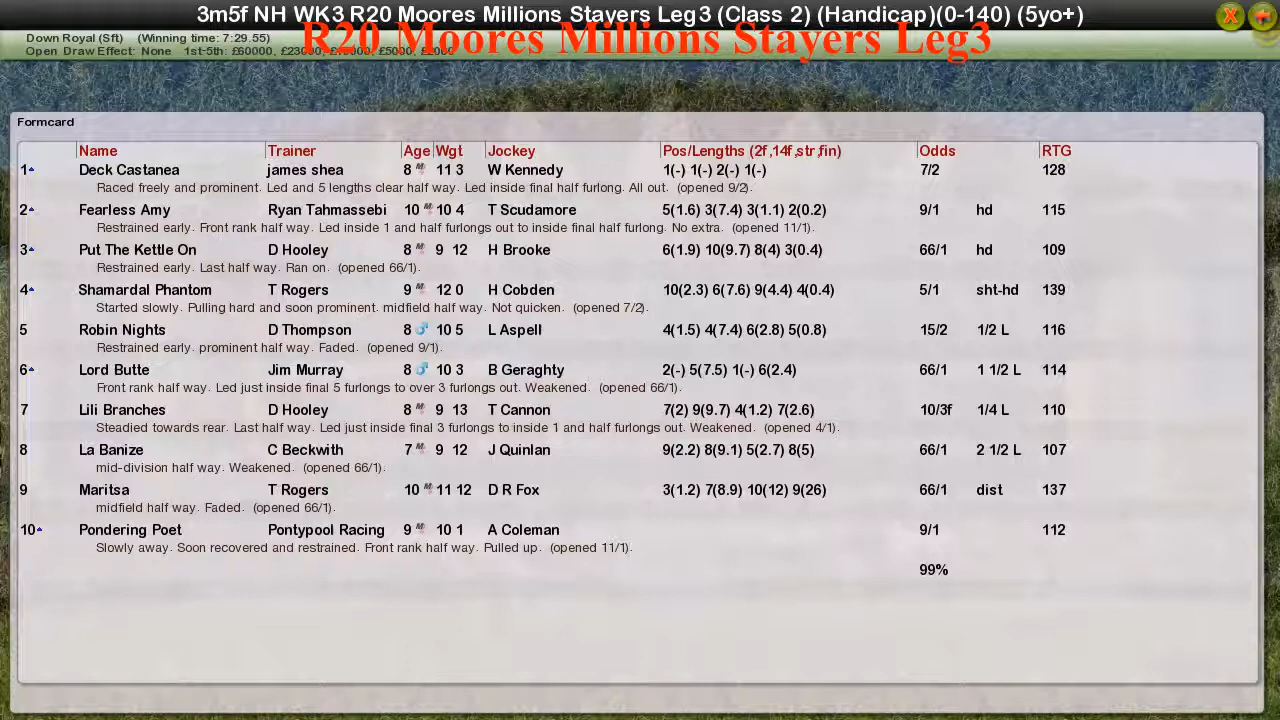 3m5f NH WK3 R20 Moores Millions Stayers Leg3 (Class 2) (Handicap)(0-140) (5yo+)
R20 Moores Millions Stayers Leg3
Down Royal (Sft) (Winning time: 7:29.55)
Open Draw Effect: None 1st-5th: £60000,
Formcard
Name Trainer Age Wgt Jockey Pos/Lengths (2f,14f,str,fin) Odds RTG
1 Deck Castanea james shea 8 11 3 W Kennedy 1(-) 1(-) 2(-) 1(-) 7/2 128
Raced freely and prominent. Led and 5 lengths clear half way. Led inside final half furlong. All out. (opened 9/2).
2 Fearless Amy Ryan Tahmassebi 10 10 4 T Scudamore 5(1.6) 3(7.4) 3(1.1) 2(0.2) 9/1 hd 115
Restrained early. Front rank half way. Led inside 1 and half furlongs out to inside final half furlong. No extra. (opened 11/1).
3 Put The Kettle On D Hooley 8 9 12 H Brooke 6(1.9) 10(9.7) 8(4) 3(0.4) 66/1 hd 109
Restrained early. Last half way. Ran on. (opened 66/1).
4 Shamardal Phantom T Rogers 9 12 0 H Cobden 10(2.3) 6(7.6) 9(4.4) 4(0.4) 5/1 sht-hd 139
Started slowly. Pulling hard and soon prominent. midfield half way. Not quicken. (opened 7/2).
5 Robin Nights D Thompson 8 10 5 L Aspell 4(1.5) 4(7.4) 6(2.8) 5(0.8) 15/2 1/2 L 116
Restrained early. prominent half way. Faded. (opened 9/1).
6 Lord Butte Jim Murray 8 10 3 B Geraghty 2(-) 5(7.5) 1(-) 6(2.4) 66/1 1 1/2 L 114
Front rank half way. Led just inside final 5 furlongs to over 3 furlongs out. Weakened. (opened 66/1).
7 Lili Branches D Hooley 8 9 13 T Cannon 7(2) 9(9.7) 4(1.2) 7(2.6) 10/3f 1/4 L 110
Steadied towards rear. Last half way. Led just inside final 3 furlongs to inside 1 and half furlongs out. Weakened. (opened 4/1).
8 La Banize C Beckwith 7 9 12 J Quinlan 9(2.2) 8(9.1) 5(2.7) 8(5) 66/1 2 1/2 L 107
mid-division half way. Weakened. (opened 66/1).
9 Maritsa T Rogers 10 11 12 D R Fox 3(1.2) 7(8.9) 10(12) 9(26) 66/1 dist 137
midfield half way. Faded. (opened 66/1).
10 Pondering Poet Pontypool Racing 9 10 1 A Coleman 9/1 112
Slowly away. Soon recovered and restrained. Front rank half way. Pulled up. (opened 11/1).
99%